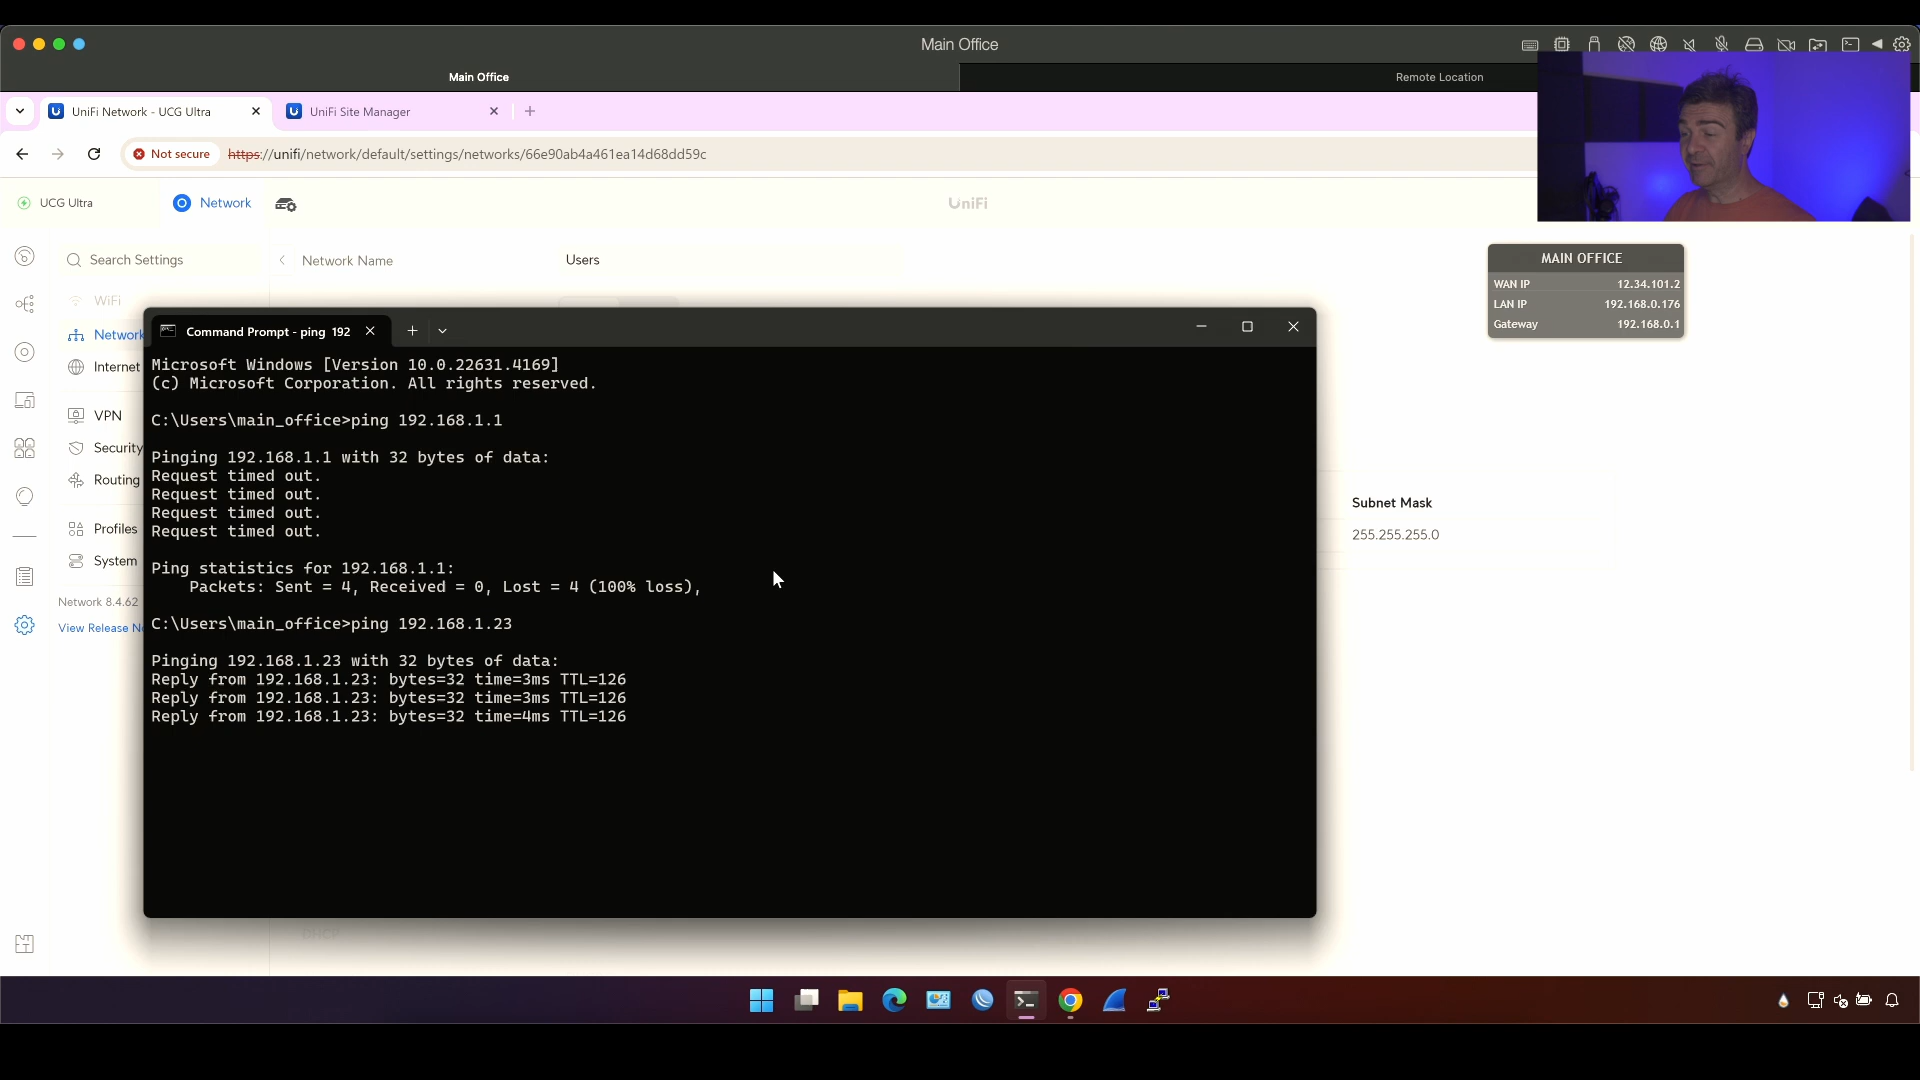 Main Office
Main Office
Remote Location
UniFi Network - UCG Ultra
UniFi Site Manager
Not secure
https://unifi/network/default/settings/networks/66e90ab4a461ea14d68dd59c
UCG Ultra
Network
UniFi
Search Settings
Network Name
Users
MAIN OFFICE
WAN IP 12.34.101.2
LAN IP 192.168.0.176
Gateway 192.168.0.1
WiFi
Network
Internet
VPN
Security
Routing
Profiles
System
Network 8.4.62
View Release N
Command Prompt - ping 192
Microsoft Windows [Version 10.0.22631.4169]
(c) Microsoft Corporation. All rights reserved.
C:\Users\main_office>ping 192.168.1.1
Pinging 192.168.1.1 with 32 bytes of data:
Request timed out.
Request timed out.
Request timed out.
Request timed out.
Ping statistics for 192.168.1.1:
Packets: Sent = 4, Received = 0, Lost = 4 (100% loss),
C:\Users\main_office>ping 192.168.1.23
Pinging 192.168.1.23 with 32 bytes of data:
Reply from 192.168.1.23: bytes=32 time=3ms TTL=126
Reply from 192.168.1.23: bytes=32 time=3ms TTL=126
Reply from 192.168.1.23: bytes=32 time=4ms TTL=126
Subnet Mask
255.255.255.0